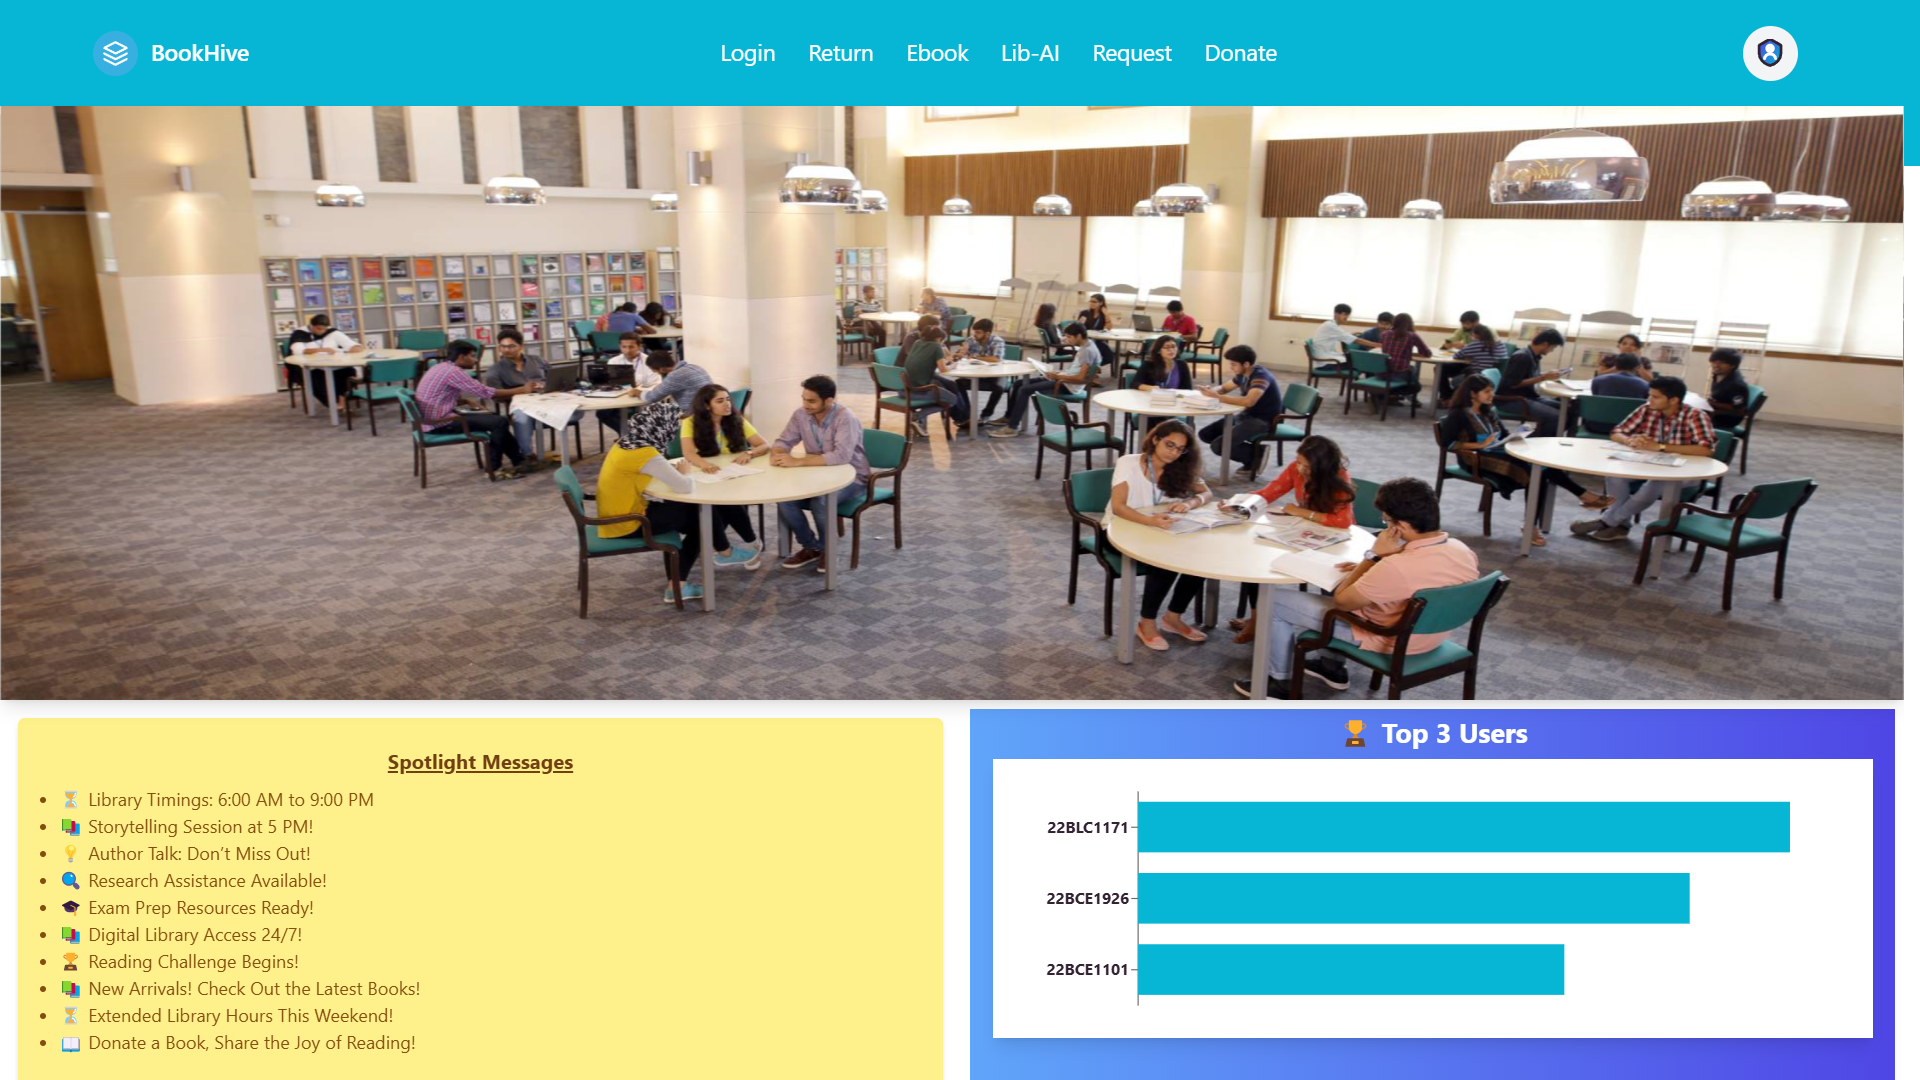 BookHive
Login Return Ebook Lib-AI Request Donate
Spotlight Messages
⏳ Library Timings: 6:00 AM to 9:00 PM
📚 Storytelling Session at 5 PM!
💡 Author Talk: Don’t Miss Out!
🔍 Research Assistance Available!
🎓 Exam Prep Resources Ready!
📚 Digital Library Access 24/7!
🏆 Reading Challenge Begins!
📚 New Arrivals! Check Out the Latest Books!
⏳ Extended Library Hours This Weekend!
📖 Donate a Book, Share the Joy of Reading!
🏆 Top 3 Users
22BLC1171
22BCE1926
22BCE1101